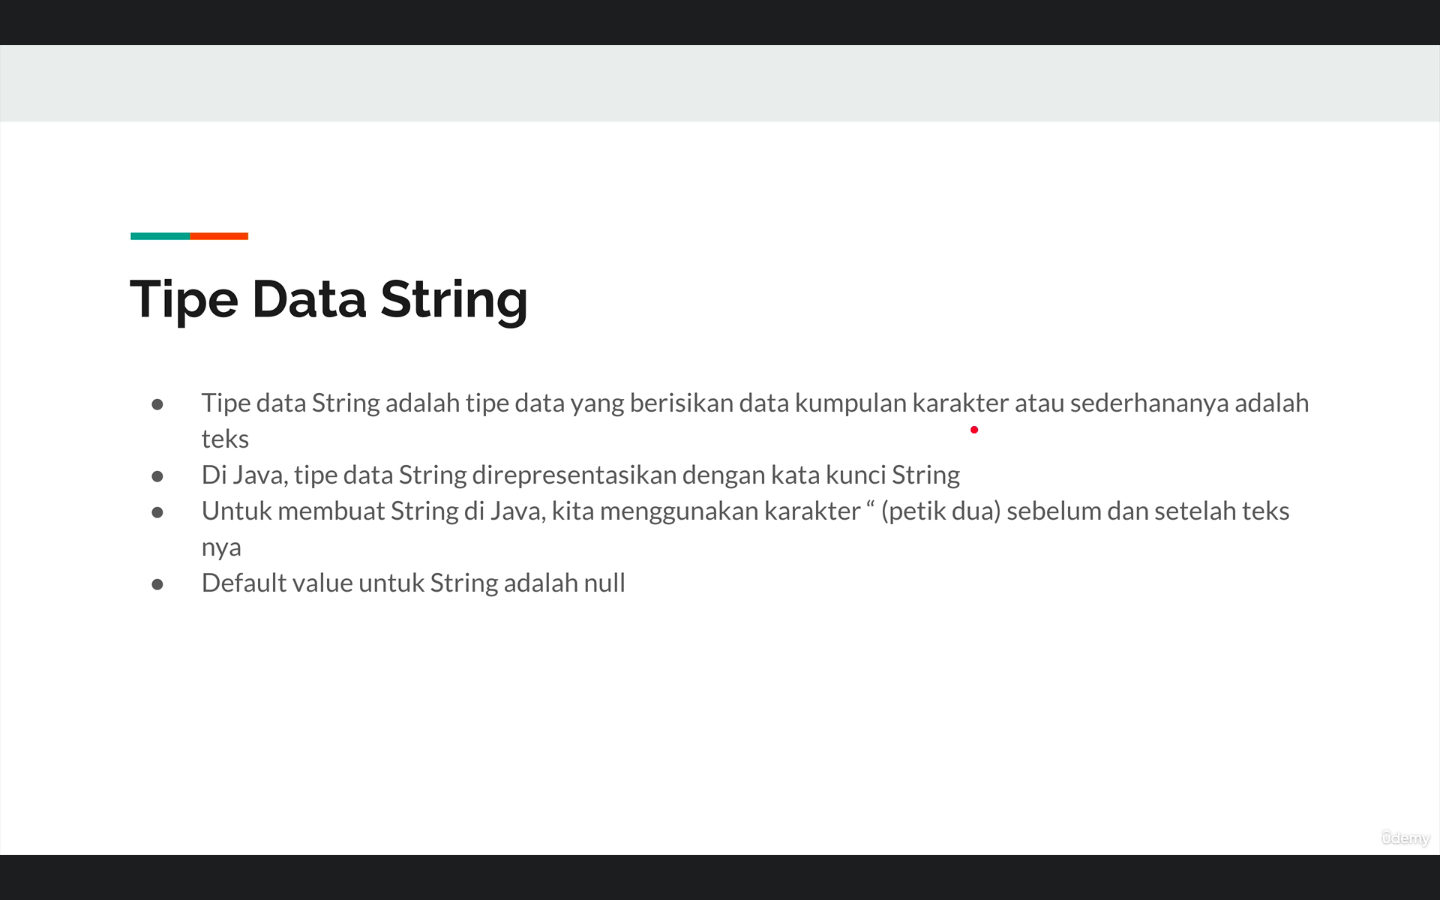 Tipe Data String
● Tipe data String adalah tipe data yang berisikan data kumpulan karakter atau sederhananya adalah
teks
● Di Java, tipe data String direpresentasikan dengan kata kunci String
● Untuk membuat String di Java, kita menggunakan karakter “ (petik dua) sebelum dan setelah teks
nya
● Default value untuk String adalah null
ûdemy